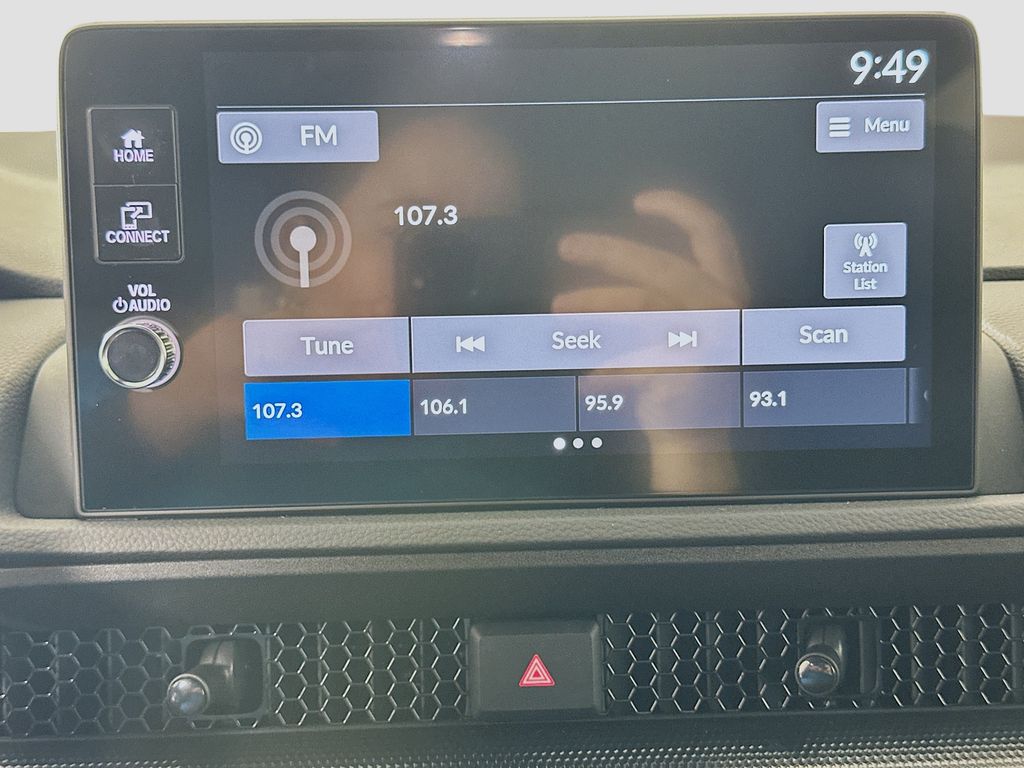 9:49
HOME
FM
Menu
CONNECT
107.3
Station
List
VOL
AUDIO
Tune
Seek
Scan
107.3
106.1
95.9
93.1